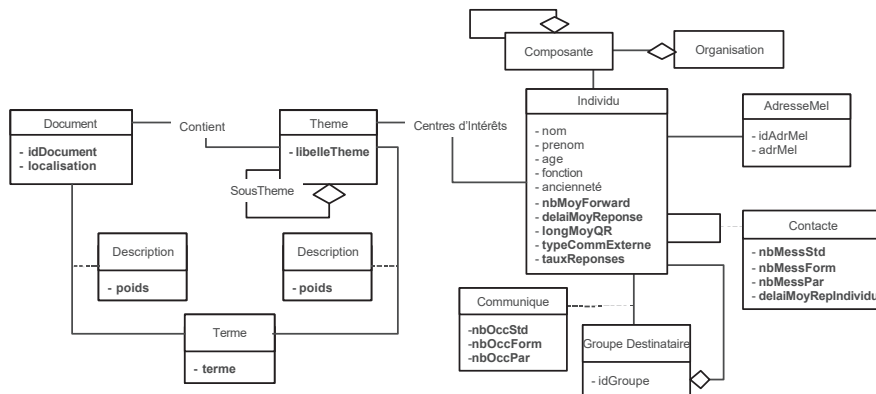 Composante
Organisation
Document
- idDocument
- localisation
Contient
Theme
- libelleTheme
SousTheme
Centres d'Intérêts
Individu
- nom
- prenom
- age
- fonction
- ancienneté
- nbMoyForward
- delaiMoyReponse
- longMoyQR
- typeCommExterne
- tauxReponses
AdresseMel
- idAdrMel
- adrMel
Contacte
- nbMessStd
- nbMessForm
- nbMessPar
- delaiMoyRepIndividu
Description
- poids
Description
- poids
Terme
- terme
Communique
-nbOccStd
-nbOccForm
-nbOccPar
Groupe Destinataire
- idGroupe